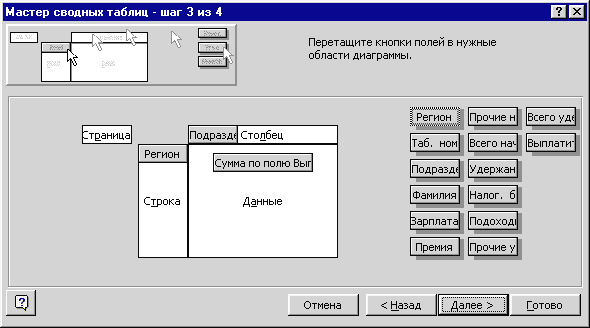 Мастер сводных таблиц - шаг 3 из 4
Перетащите кнопки полей в нужные
области диаграммы.
Страница
Подразде Столбец
Регион
Сумма по полю Выг
Строка
Данные
Регион Прочие н Всего уде
Таб. ном Всего нач Выплатит
Подразде Удержан
Фамилия Налог. б
Зарплата Подоходн
Премия Прочие у
Отмена < Назад Далее > Готово